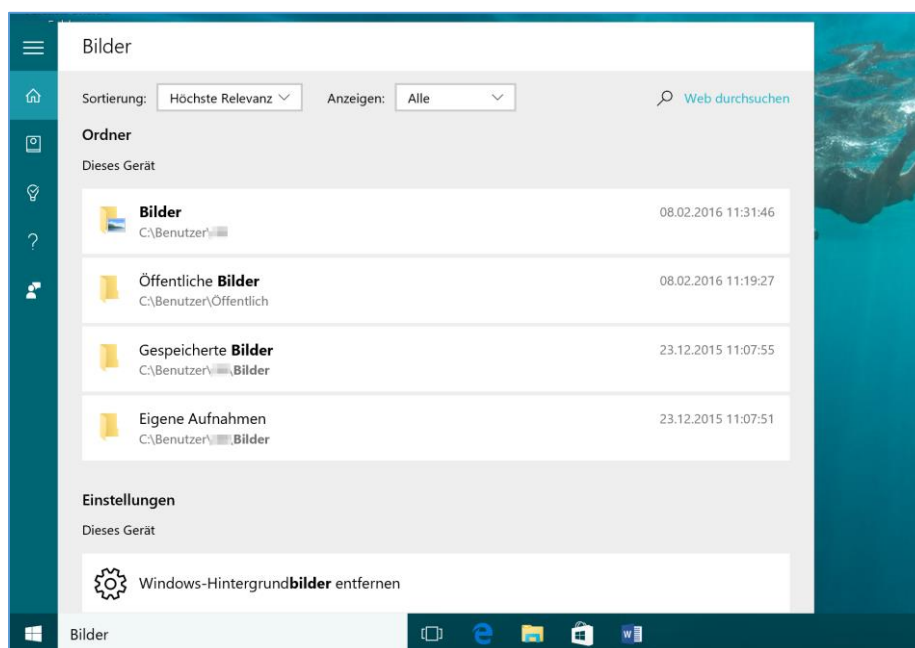 Bilder
Sortierung: Höchste Relevanz Anzeigen: Alle Web durchsuchen
Ordner
Dieses Gerät
Bilder 08.02.2016 11:31:46
C:\Benutzer\
Öffentliche Bilder 08.02.2016 11:19:27
C:\Benutzer\Öffentlich
Gespeicherte Bilder 23.12.2015 11:07:55
C:\Benutzer\ \Bilder
Eigene Aufnahmen 23.12.2015 11:07:51
C:\Benutzer\ \Bilder
Einstellungen
Dieses Gerät
Windows-Hintergrundbilder entfernen
Bilder